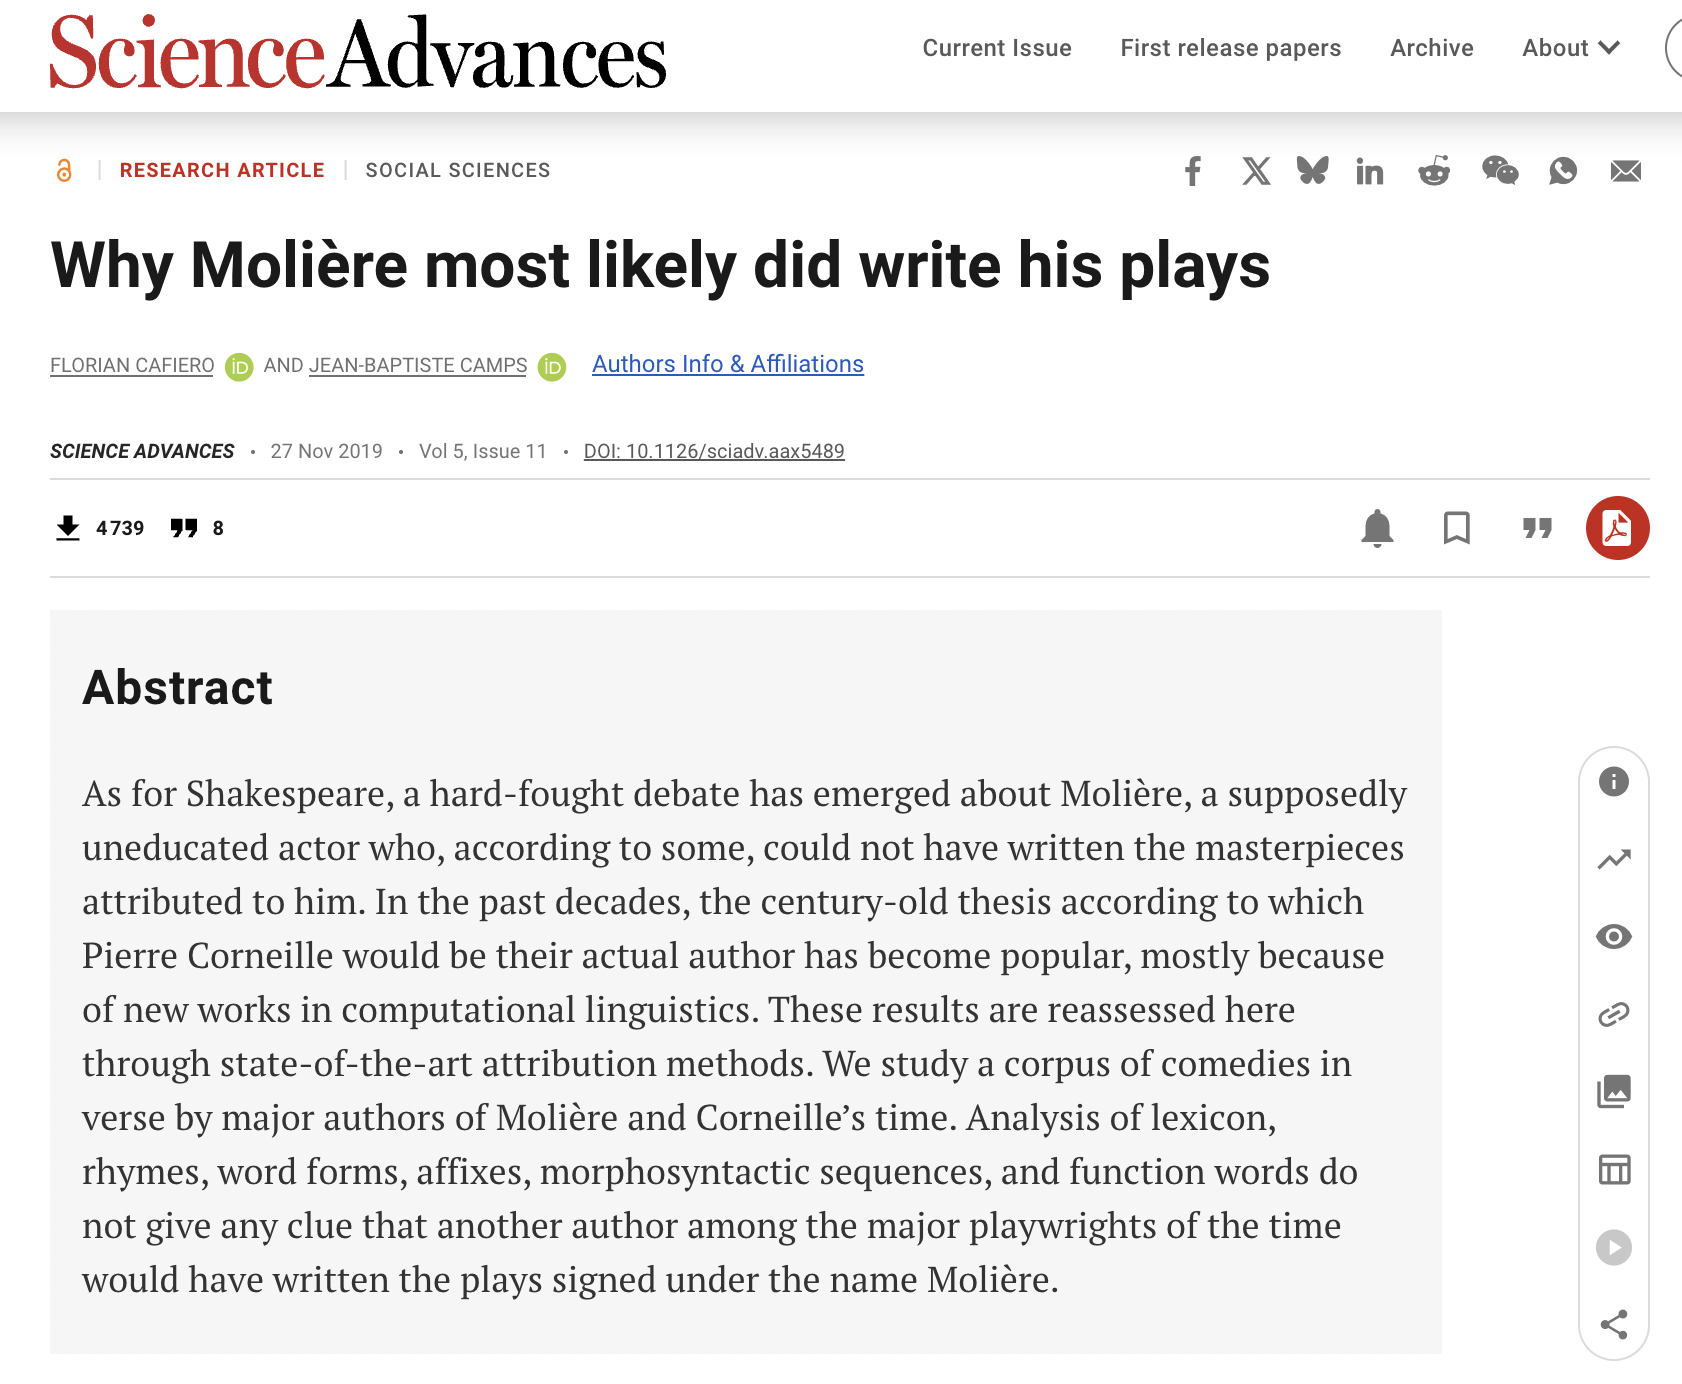 ScienceAdvances
Current Issue First release papers Archive About
RESEARCH ARTICLE | SOCIAL SCIENCES
Why Molière most likely did write his plays
FLORIAN CAFIERO iD AND JEAN-BAPTISTE CAMPS iD Authors Info & Affiliations
SCIENCE ADVANCES • 27 Nov 2019 • Vol 5, Issue 11 • DOI: 10.1126/sciadv.aax5489
4739 8
Abstract
As for Shakespeare, a hard-fought debate has emerged about Molière, a supposedly
uneducated actor who, according to some, could not have written the masterpieces
attributed to him. In the past decades, the century-old thesis according to which
Pierre Corneille would be their actual author has become popular, mostly because
of new works in computational linguistics. These results are reassessed here
through state-of-the-art attribution methods. We study a corpus of comedies in
verse by major authors of Molière and Corneille’s time. Analysis of lexicon,
rhymes, word forms, affixes, morphosyntactic sequences, and function words do
not give any clue that another author among the major playwrights of the time
would have written the plays signed under the name Molière.